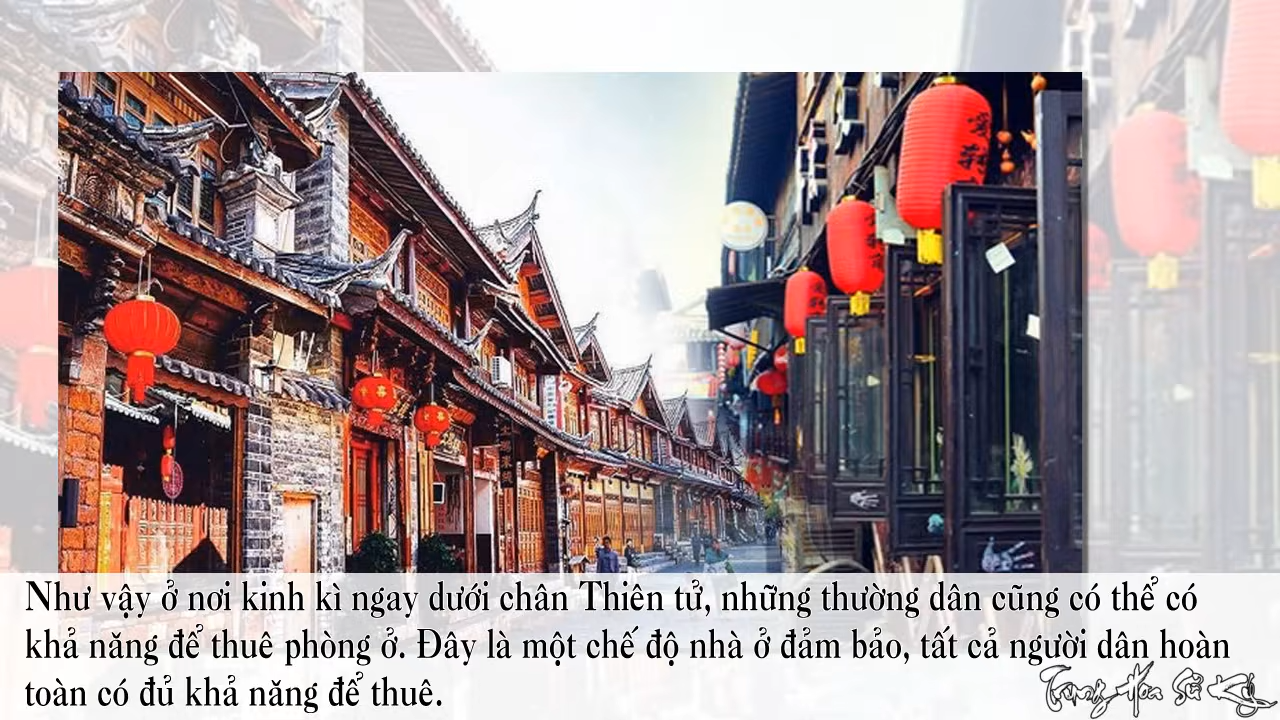 Như vậy ở nơi kinh kì ngay dưới chân Thiên tử, những thường dân cũng có thể có
khả năng để thuê phòng ở. Đây là một chế độ nhà ở đảm bảo, tất cả người dân hoàn
toàn có đủ khả năng để thuê.
Trung Hoa Sử Ký